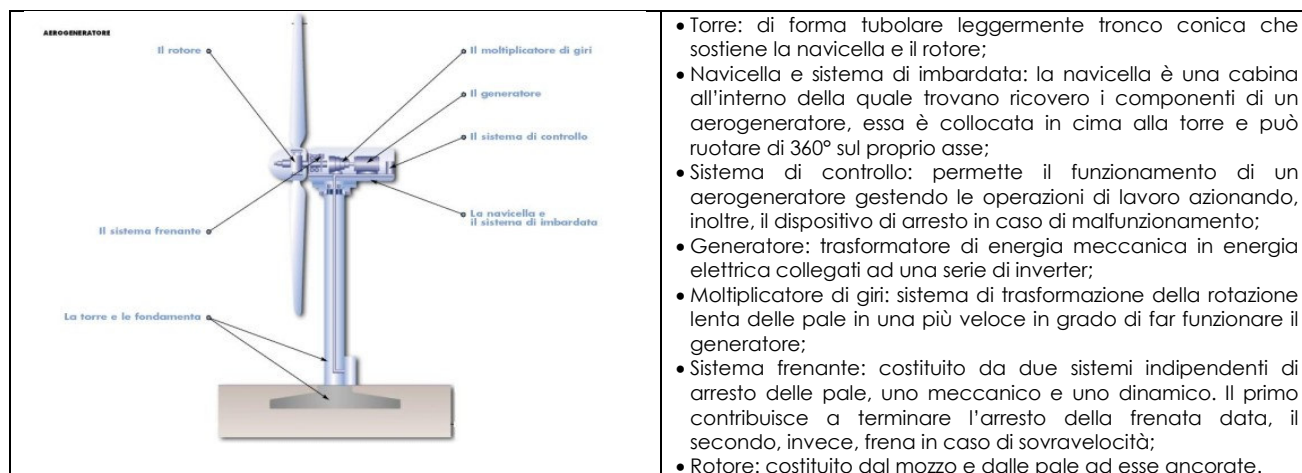 AEROGENERATORE
Il rotore
Il moltiplicatore di giri
Il generatore
Il sistema di controllo
La navicella e
il sistema di imbardata
Il sistema frenante
La torre e le fondamenta
• Torre: di forma tubolare leggermente tronco conica che
sostiene la navicella e il rotore;
• Navicella e sistema di imbardata: la navicella è una cabina
all'interno della quale trovano ricovero i componenti di un
aerogeneratore, essa è collocata in cima alla torre e può
ruotare di 360° sul proprio asse;
• Sistema di controllo: permette il funzionamento di un
aerogeneratore gestendo le operazioni di lavoro azionando,
inoltre, il dispositivo di arresto in caso di malfunzionamento;
• Generatore: trasformatore di energia meccanica in energia
elettrica collegati ad una serie di inverter;
• Moltiplicatore di giri: sistema di trasformazione della rotazione
lenta delle pale in una più veloce in grado di far funzionare il
generatore;
• Sistema frenante: costituito da due sistemi indipendenti di
arresto delle pale, uno meccanico e uno dinamico. Il primo
contribuisce a terminare l'arresto della frenata data, il
secondo, invece, frena in caso di sovravelocità;
• Rotore: costituito dal mozzo e dalle pale ad esse ancorate.